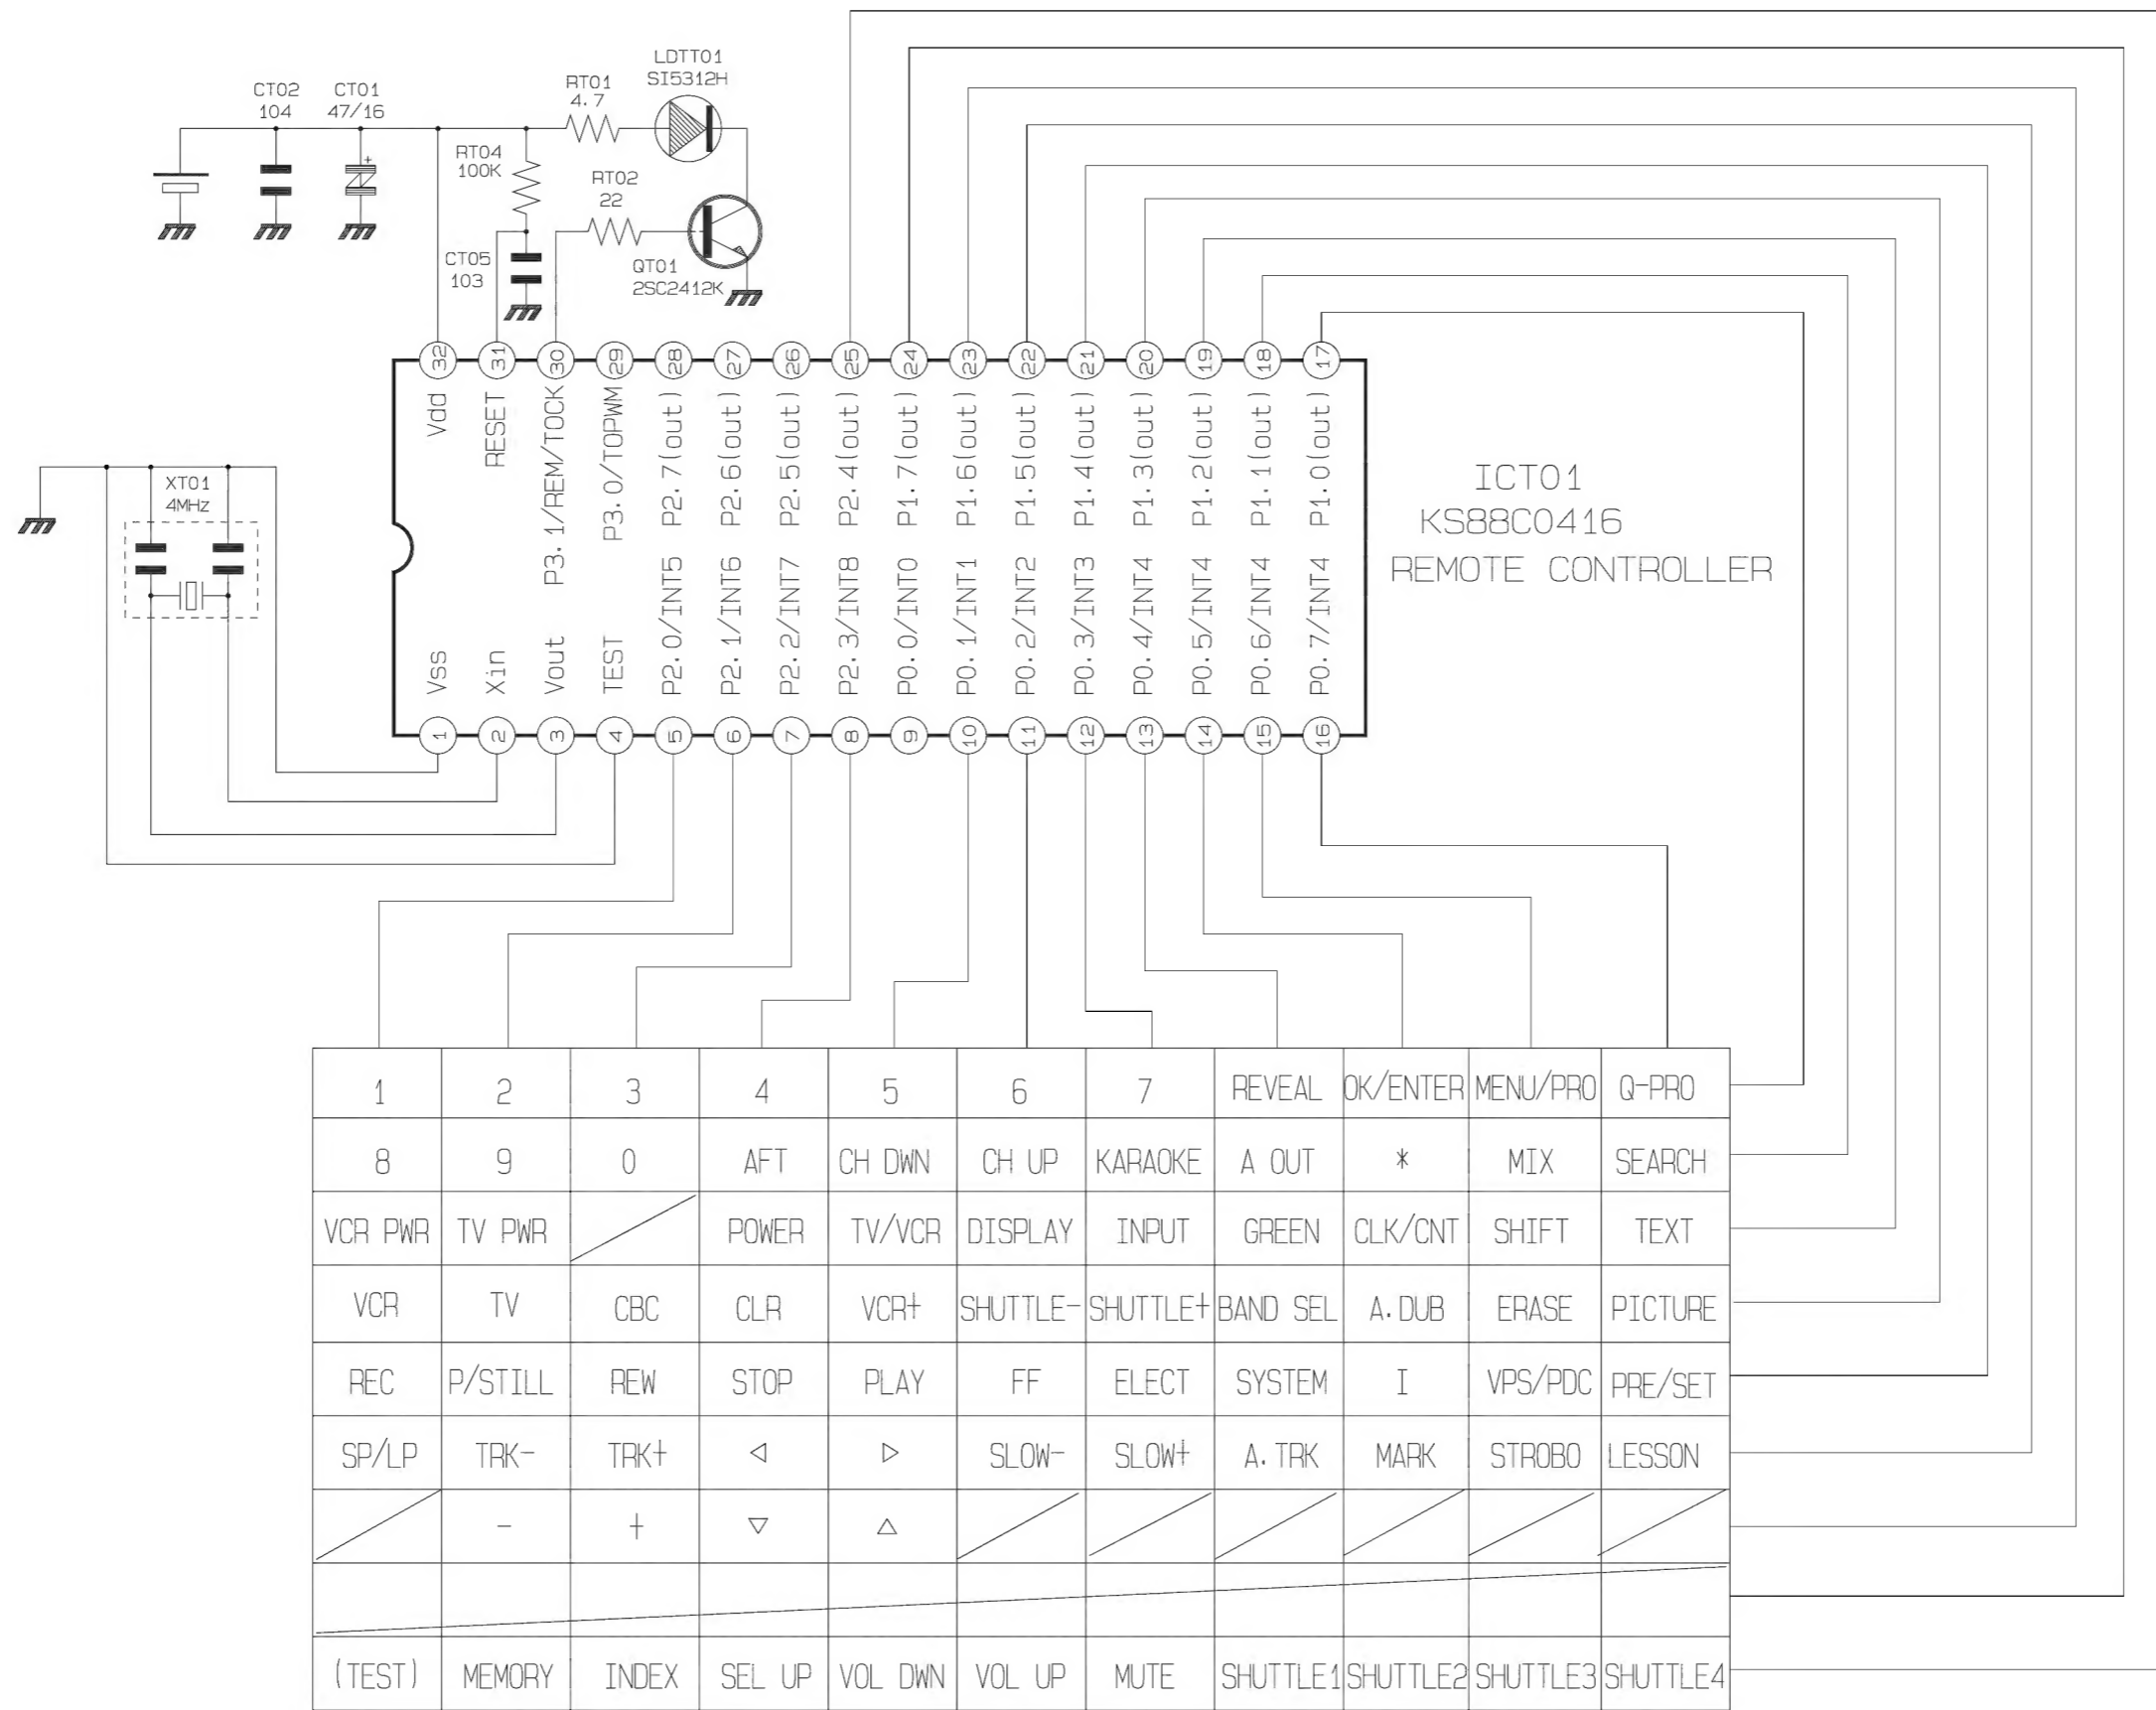 LDTT01
SI5312H
RT01
4.7
CT02
104
CT01
47/16
+
RT04
100K
RT02
22
CT05
103
QT01
2SC2412K
32 31 30 29 28 27 26 25 24 23 22 21 20 19 18 17
Vdd
RESET
P3.1/REM/TOCK
P3.0/TOPWM
P2.7(out)
P2.6(out)
P2.5(out)
P2.4(out)
P1.7(out)
P1.6(out)
P1.5(out)
P1.4(out)
P1.3(out)
P1.2(out)
P1.1(out)
P1.0(out)
XT01
4MHz
ICT01
KS88C0416
REMOTE CONTROLLER
Vss
Xin
Vout
TEST
P2.0/INT5
P2.1/INT6
P2.2/INT7
P2.3/INT8
P0.0/INT0
P0.1/INT1
P0.2/INT2
P0.3/INT3
P0.4/INT4
P0.5/INT4
P0.6/INT4
P0.7/INT4
1 2 3 4 5 6 7 8 9 10 11 12 13 14 15 16
1 2 3 4 5 6 7 REVEAL OK/ENTER MENU/PRO Q-PRO
8 9 0 AFT CH DWN CH UP KARAOKE A OUT * MIX SEARCH
VCR PWR TV PWR POWER TV/VCR DISPLAY INPUT GREEN CLK/CNT SHIFT TEXT
VCR TV CBC CLR VCR+ SHUTTLE- SHUTTLE+ BAND SEL A.DUB ERASE PICTURE
REC P/STILL REW STOP PLAY FF ELECT SYSTEM I VPS/PDC PRE/SET
SP/LP TRK- TRK+ ◁ ▷ SLOW- SLOW+ A.TRK MARK STROBO LESSON
- + ▽ △
(TEST) MEMORY INDEX SEL UP VOL DWN VOL UP MUTE SHUTTLE1 SHUTTLE2 SHUTTLE3 SHUTTLE4